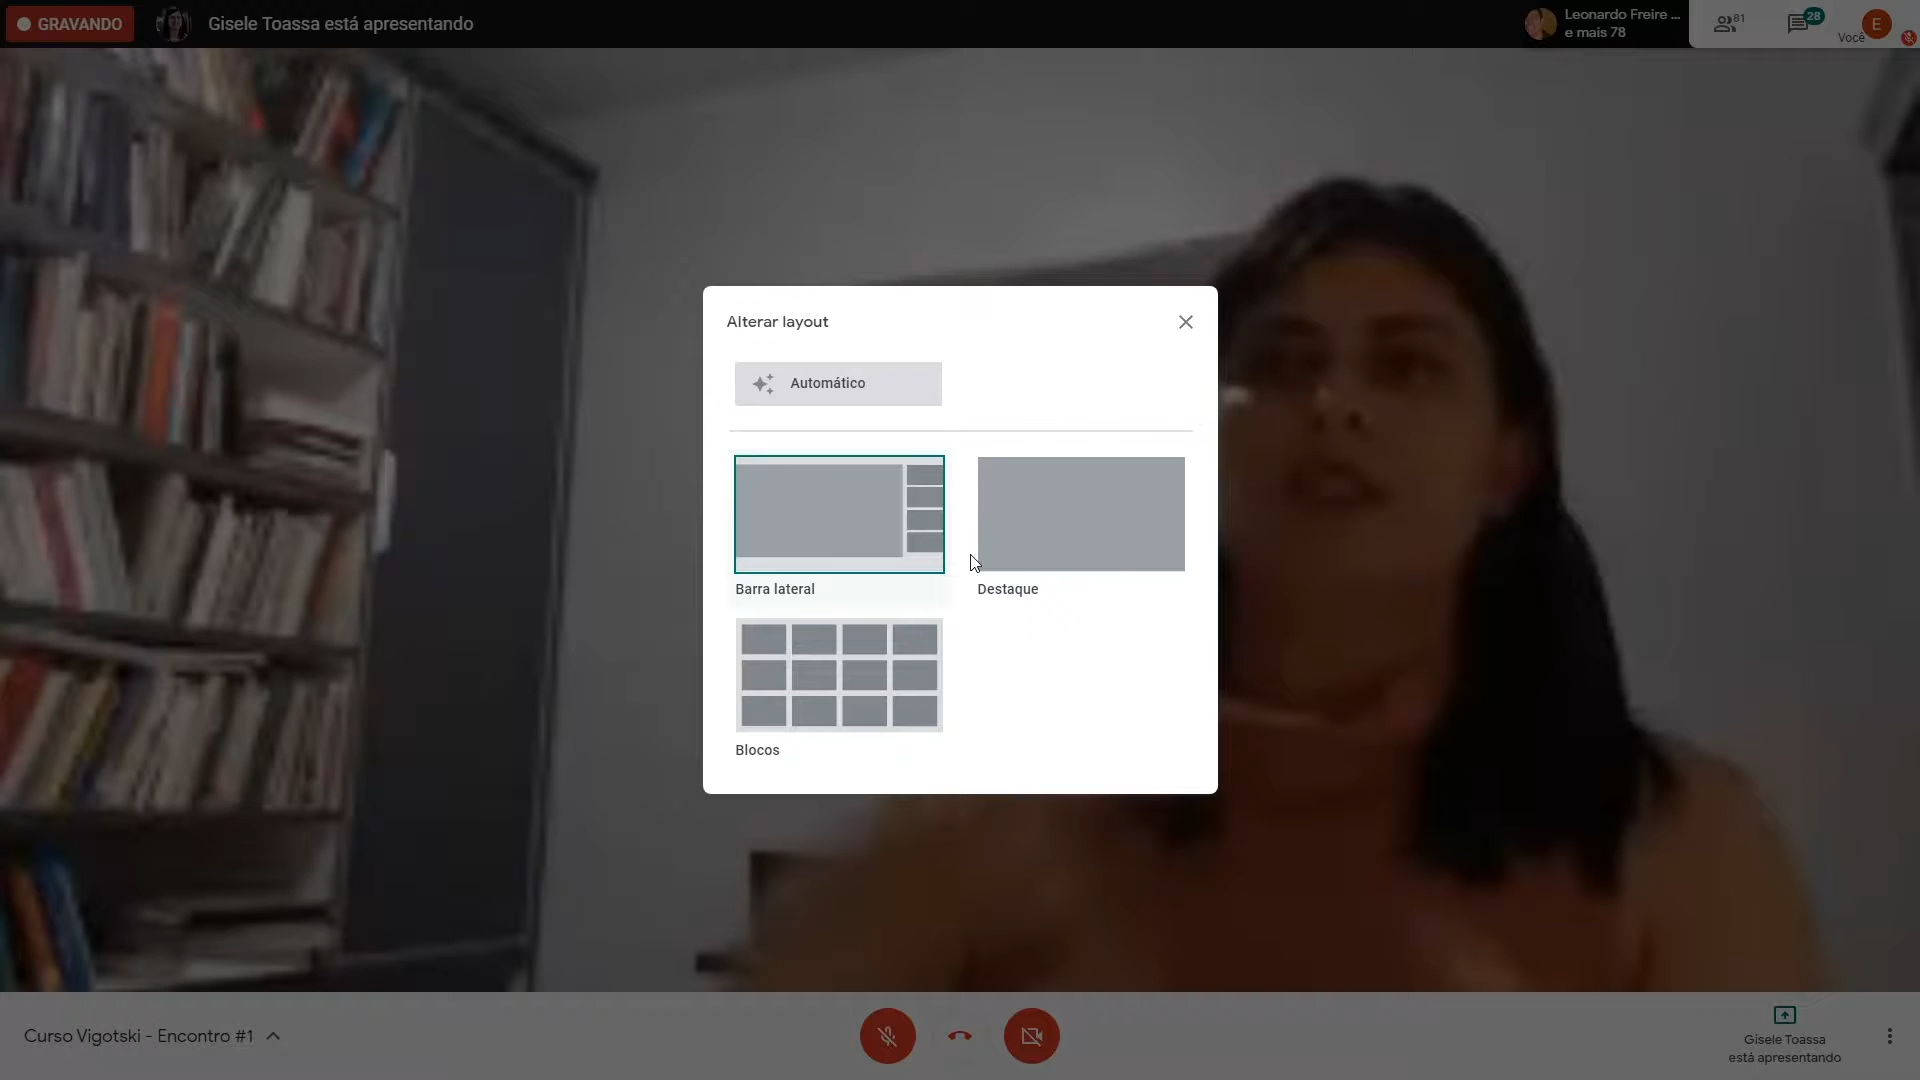 GRAVANDO
Gisele Toassa está apresentando
Leonardo Freire ...
e mais 78
81
28
Você
E
Alterar layout
Automático
Barra lateral
Destaque
Blocos
Curso Vigotski - Encontro #1
Gisele Toassa
está apresentando